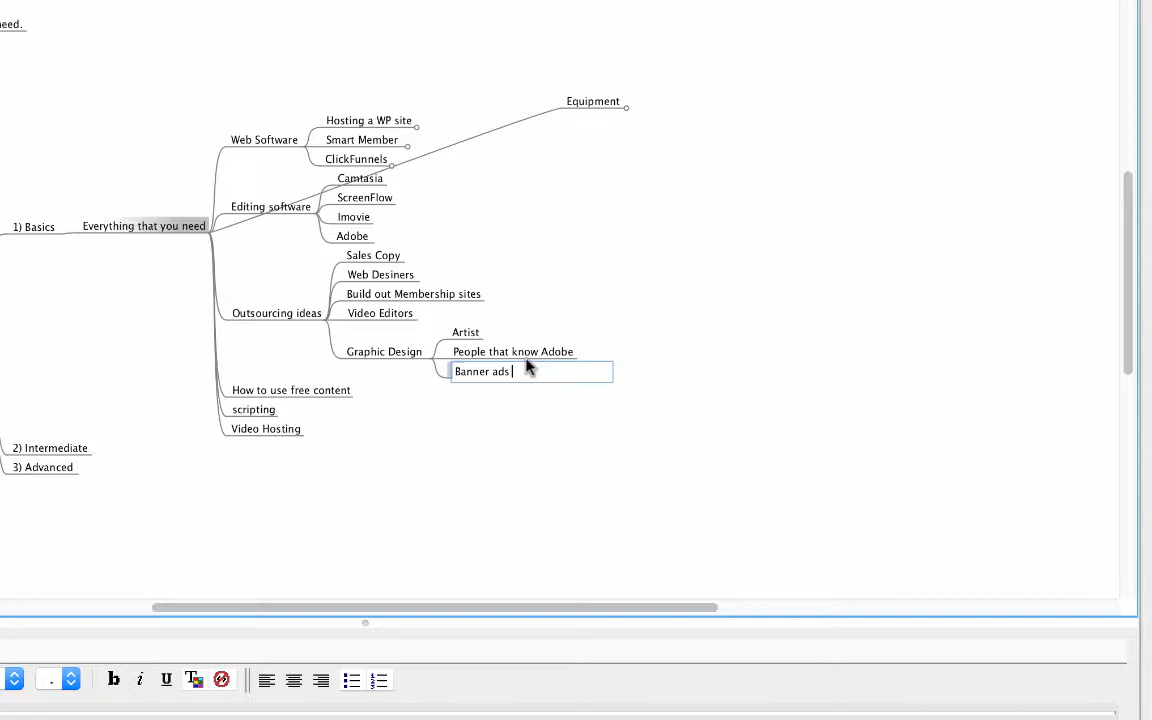 need.
Equipment
Hosting a WP site
Web Software
Smart Member
ClickFunnels
Camtasia
ScreenFlow
Editing software
Imovie
1) Basics
Everything that you need
Adobe
Sales Copy
Web Desiners
Build out Membership sites
Outsourcing ideas
Video Editors
Artist
Graphic Design
People that know Adobe
Banner ads
How to use free content
scripting
Video Hosting
2) Intermediate
3) Advanced
. b i U T